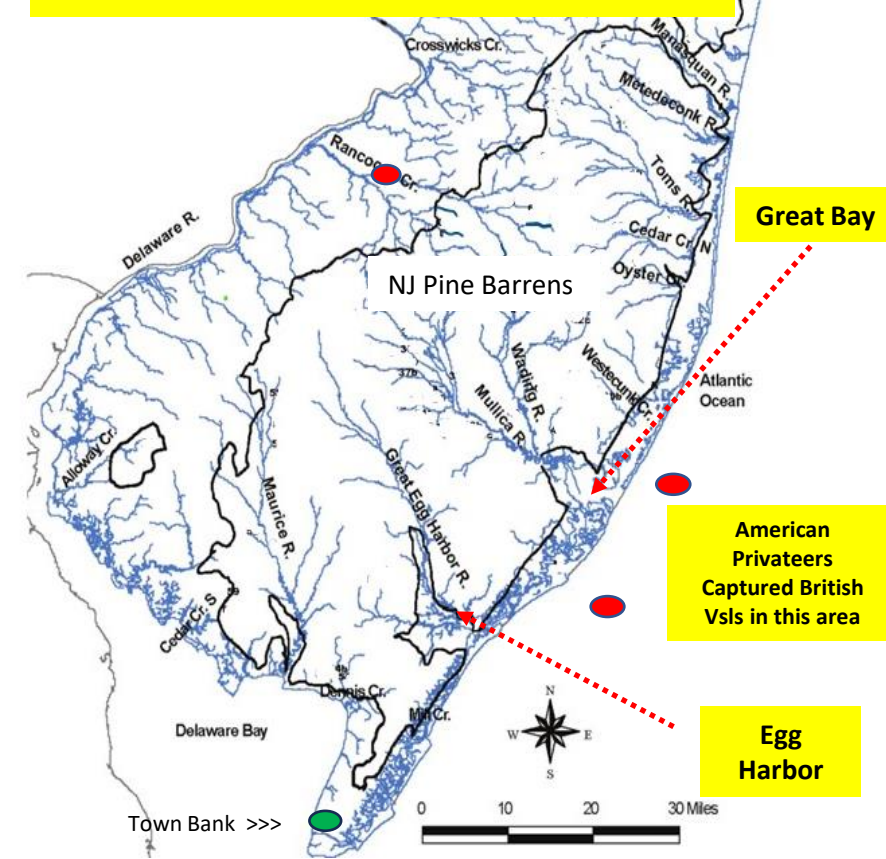 Crosswicks Cr.
Manasquan R.
Metedeconk R.
Rancocas Cr.
Toms R.
Great Bay
Delaware R.
Cedar Cr. N
Oyster Cr.
NJ Pine Barrens
Wading R.
Westecunk Cr.
Atlantic
Ocean
Mullica R.
Alloway Cr.
Great Egg Harbor R.
Maurice R.
American
Privateers
Captured British
Vsls in this area
Cedar Cr. S
Dennis Cr.
Mill Cr.
Delaware Bay
N
W E
S
Egg
Harbor
Town Bank >>>
0 10 20 30 Miles